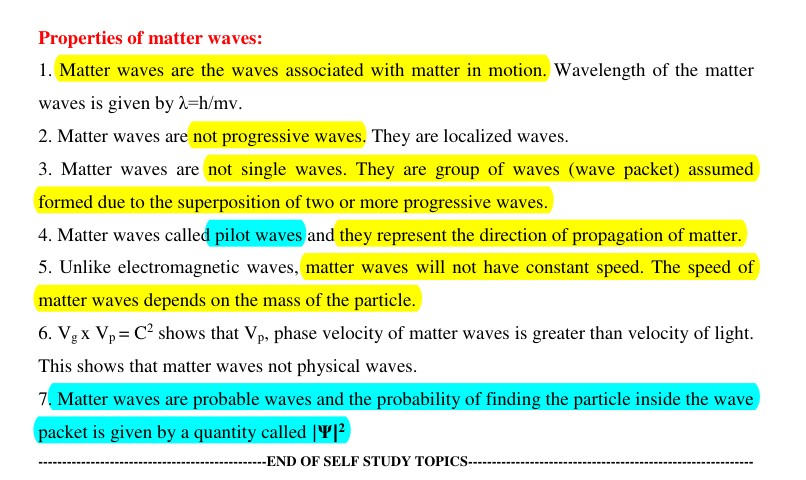 Properties of matter waves:
1. Matter waves are the waves associated with matter in motion. Wavelength of the matter
waves is given by λ=h/mv.
2. Matter waves are not progressive waves. They are localized waves.
3. Matter waves are not single waves. They are group of waves (wave packet) assumed
formed due to the superposition of two or more progressive waves.
4. Matter waves called pilot waves and they represent the direction of propagation of matter.
5. Unlike electromagnetic waves, matter waves will not have constant speed. The speed of
matter waves depends on the mass of the particle.
6. Vg x Vp = C² shows that Vp, phase velocity of matter waves is greater than velocity of light.
This shows that matter waves not physical waves.
7. Matter waves are probable waves and the probability of finding the particle inside the wave
packet is given by a quantity called |Ψ|²
------------------------------------------------END OF SELF STUDY TOPICS------------------------------------------------------------